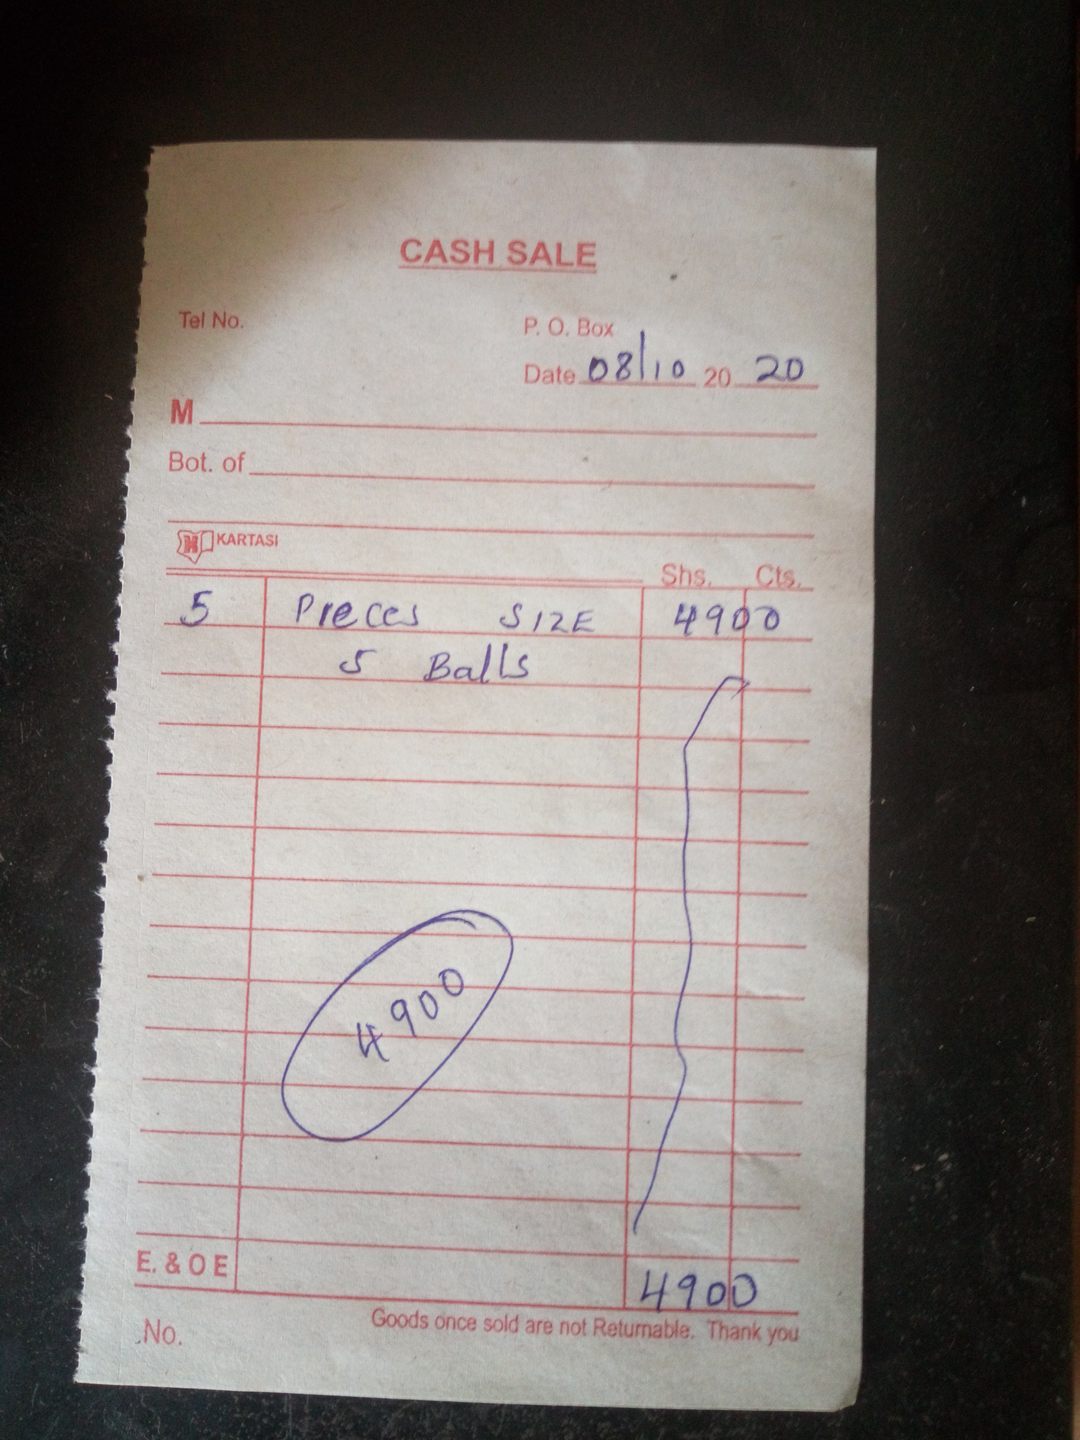 CASH SALE
Tel No.
P. O. Box
Date 08/10 20 20
M
Bot. of
KARTASI
Shs. Cts.
5 Pieces SIZE 4900
5 Balls
4900
E. & O E 4900
Goods once sold are not Returnable. Thank you
No.